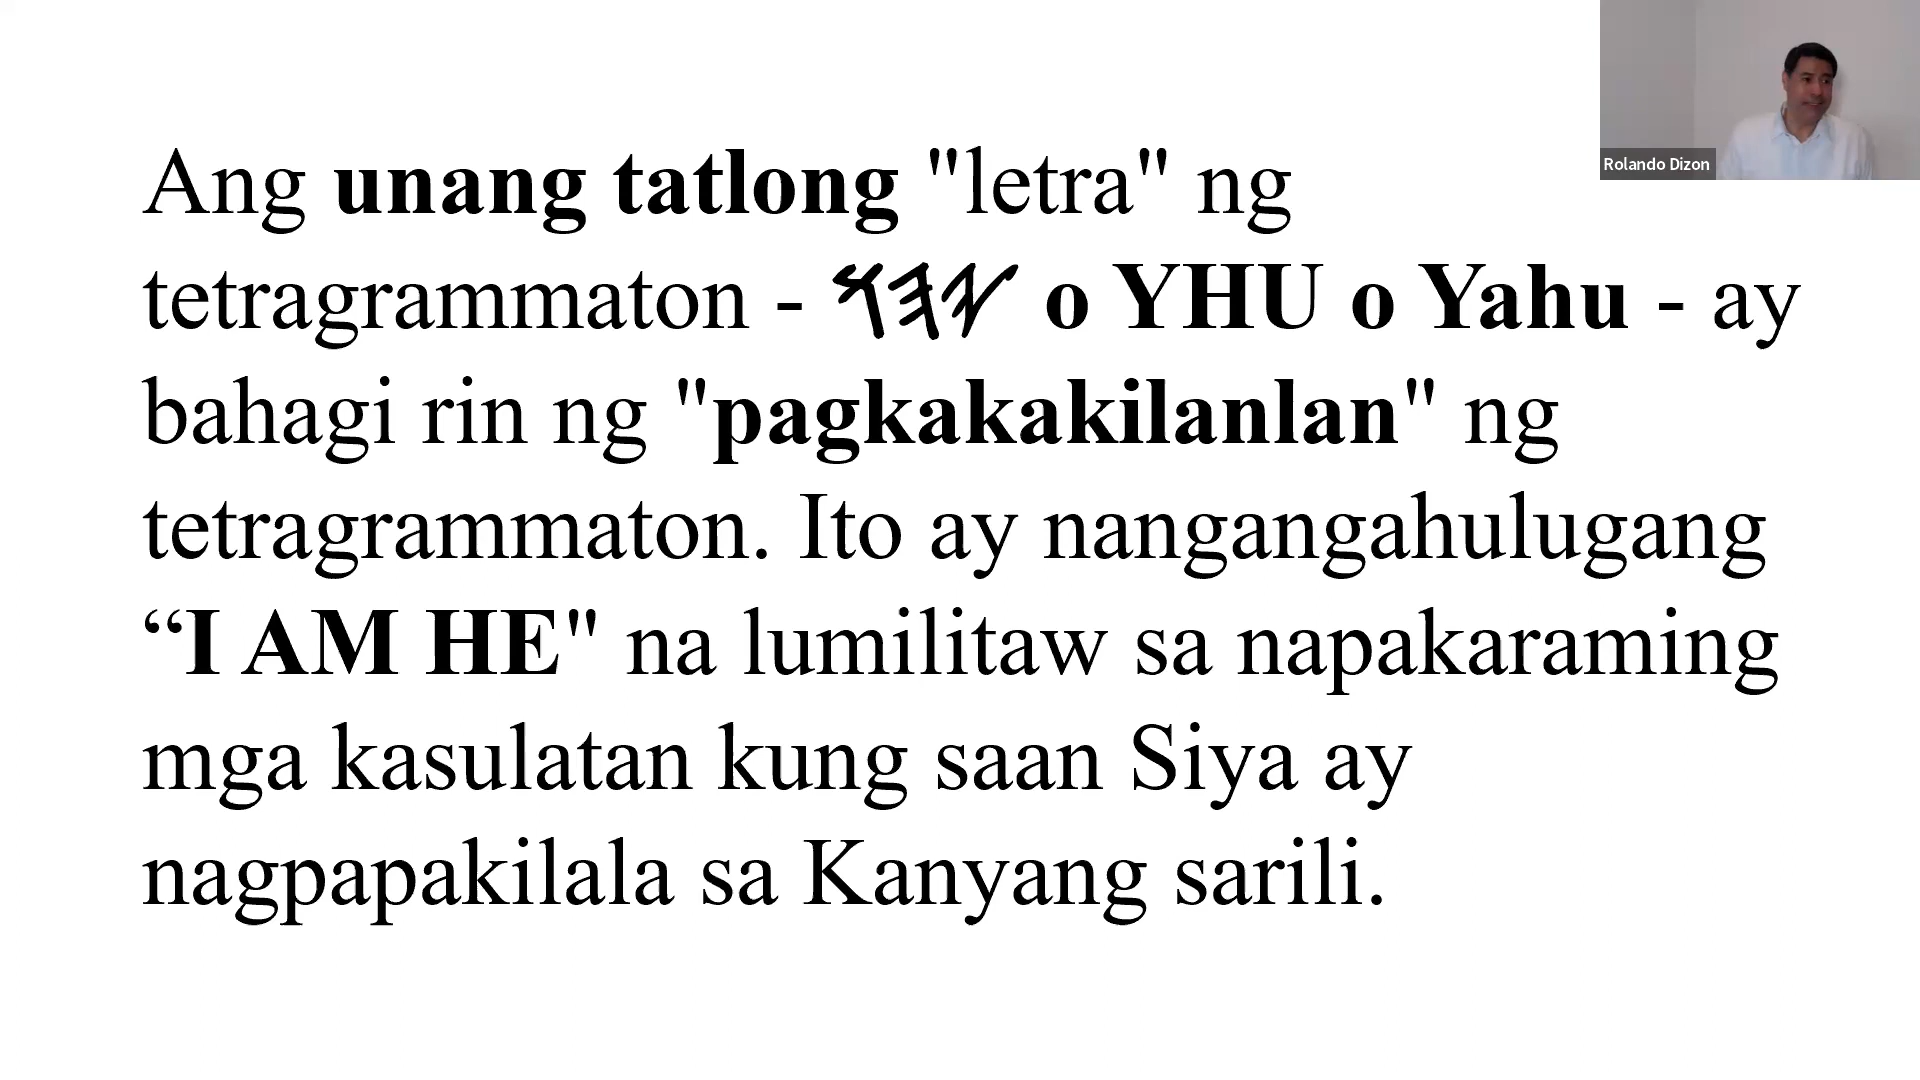 Rolando Dizon
Ang unang tatlong "letra" ng
tetragrammaton - 𐤉𐤄𐤅 o YHU o Yahu - ay
bahagi rin ng "pagkakakilanlan" ng
tetragrammaton. Ito ay nangangahulugang
“I AM HE" na lumilitaw sa napakaraming
mga kasulatan kung saan Siya ay
nagpapakilala sa Kanyang sarili.